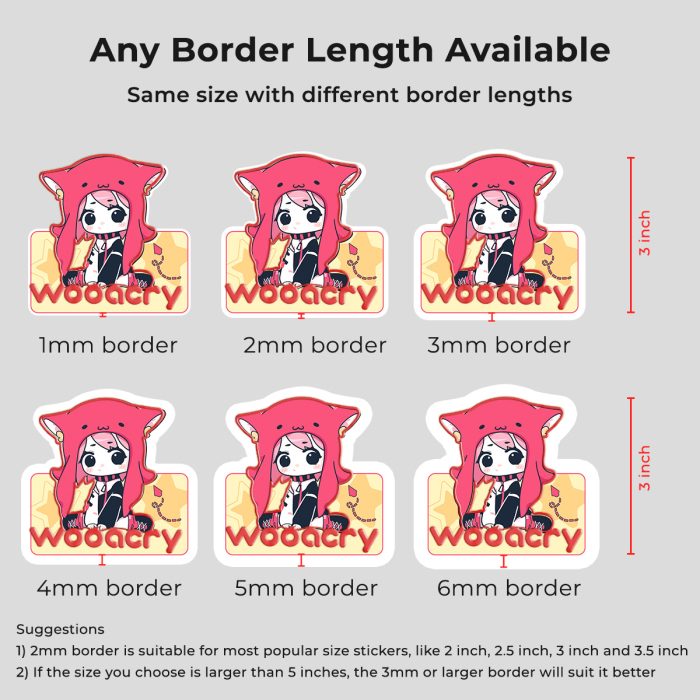 Any Border Length Available
Same size with different border lengths
wooacry
wooacry
wooacry
3 inch
1mm border
2mm border
3mm border
wooacry
wooacry
wooacry
3 inch
4mm border
5mm border
6mm border
Suggestions
1) 2mm border is suitable for most popular size stickers, like 2 inch, 2.5 inch, 3 inch and 3.5 inch
2) If the size you choose is larger than 5 inches, the 3mm or larger border will suit it better